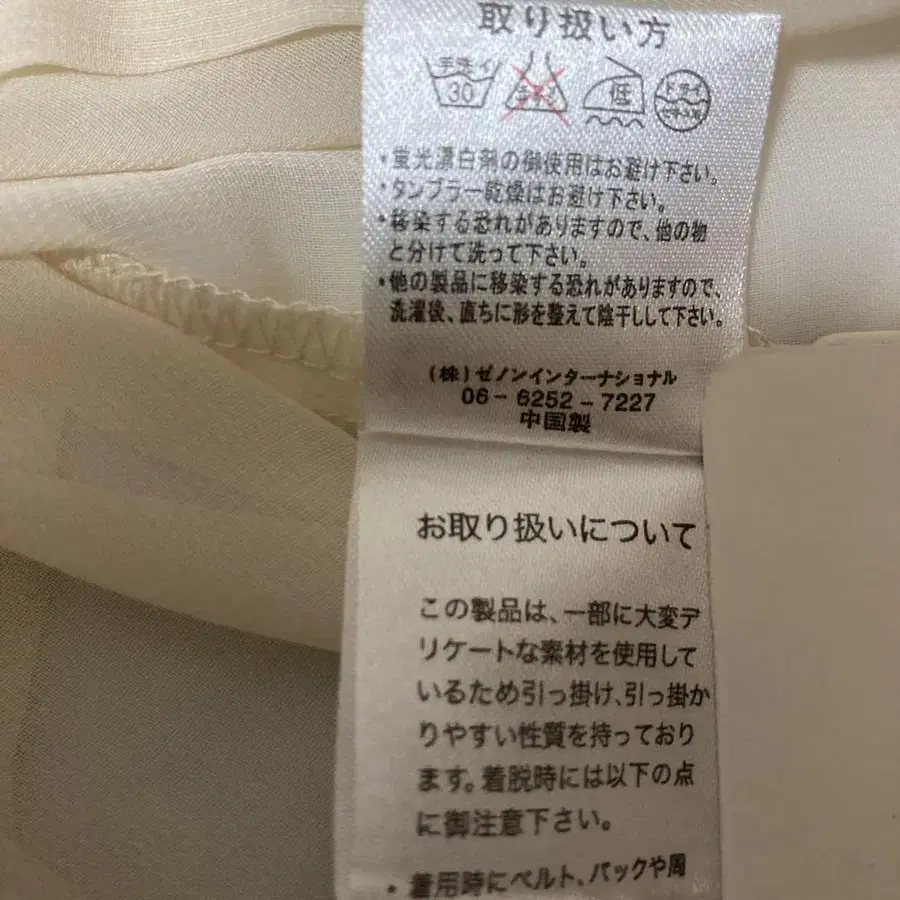 取り扱い方
手洗イ 30 エンソサラシ 低 ドライ
・蛍光漂白剤の御使用はお避け下さい。
・タンブラー乾燥はお避け下さい。
・移染する恐れがありますので、他の物
と分けて洗って下さい。
・他の製品に移染する恐れがありますので、
洗濯後、直ちに形を整えて陰干しして下さい。
(株)ゼノンインターナショナル
06-6252-7227
中国製
お取り扱いについて
この製品は、一部に大変デ
リケートな素材を使用して
いるため引っ掛け、引っ掛か
りやすい性質を持っており
ます。着脱時には以下の点
に御注意下さい。
・着用時にベルト、バックや周